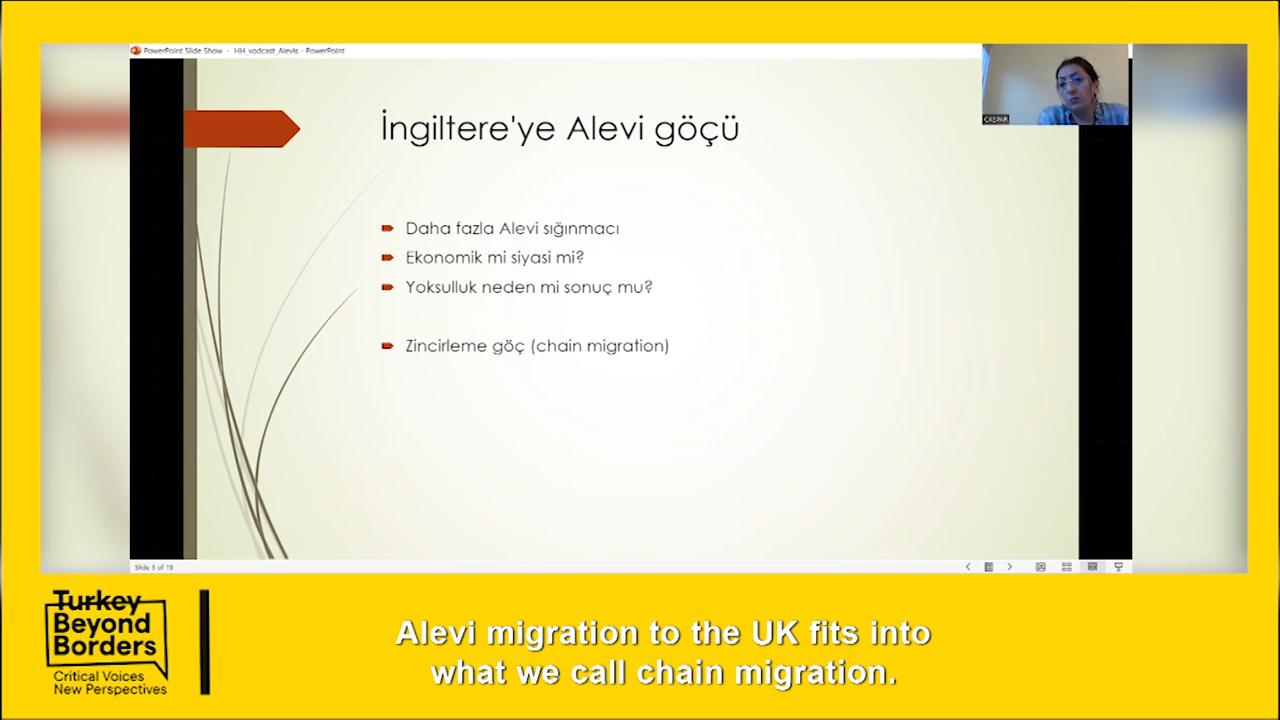 PowerPoint Slide Show - HH_vodcast_Alevis - PowerPoint
CASPAR
İngiltere'ye Alevi göçü
Daha fazla Alevi sığınmacı
Ekonomik mi siyasi mi?
Yoksulluk neden mi sonuç mu?
Zincirleme göç (chain migration)
Slide 3 of 19
Turkey
Beyond
Borders
Critical Voices
New Perspectives
Alevi migration to the UK fits into
what we call chain migration.